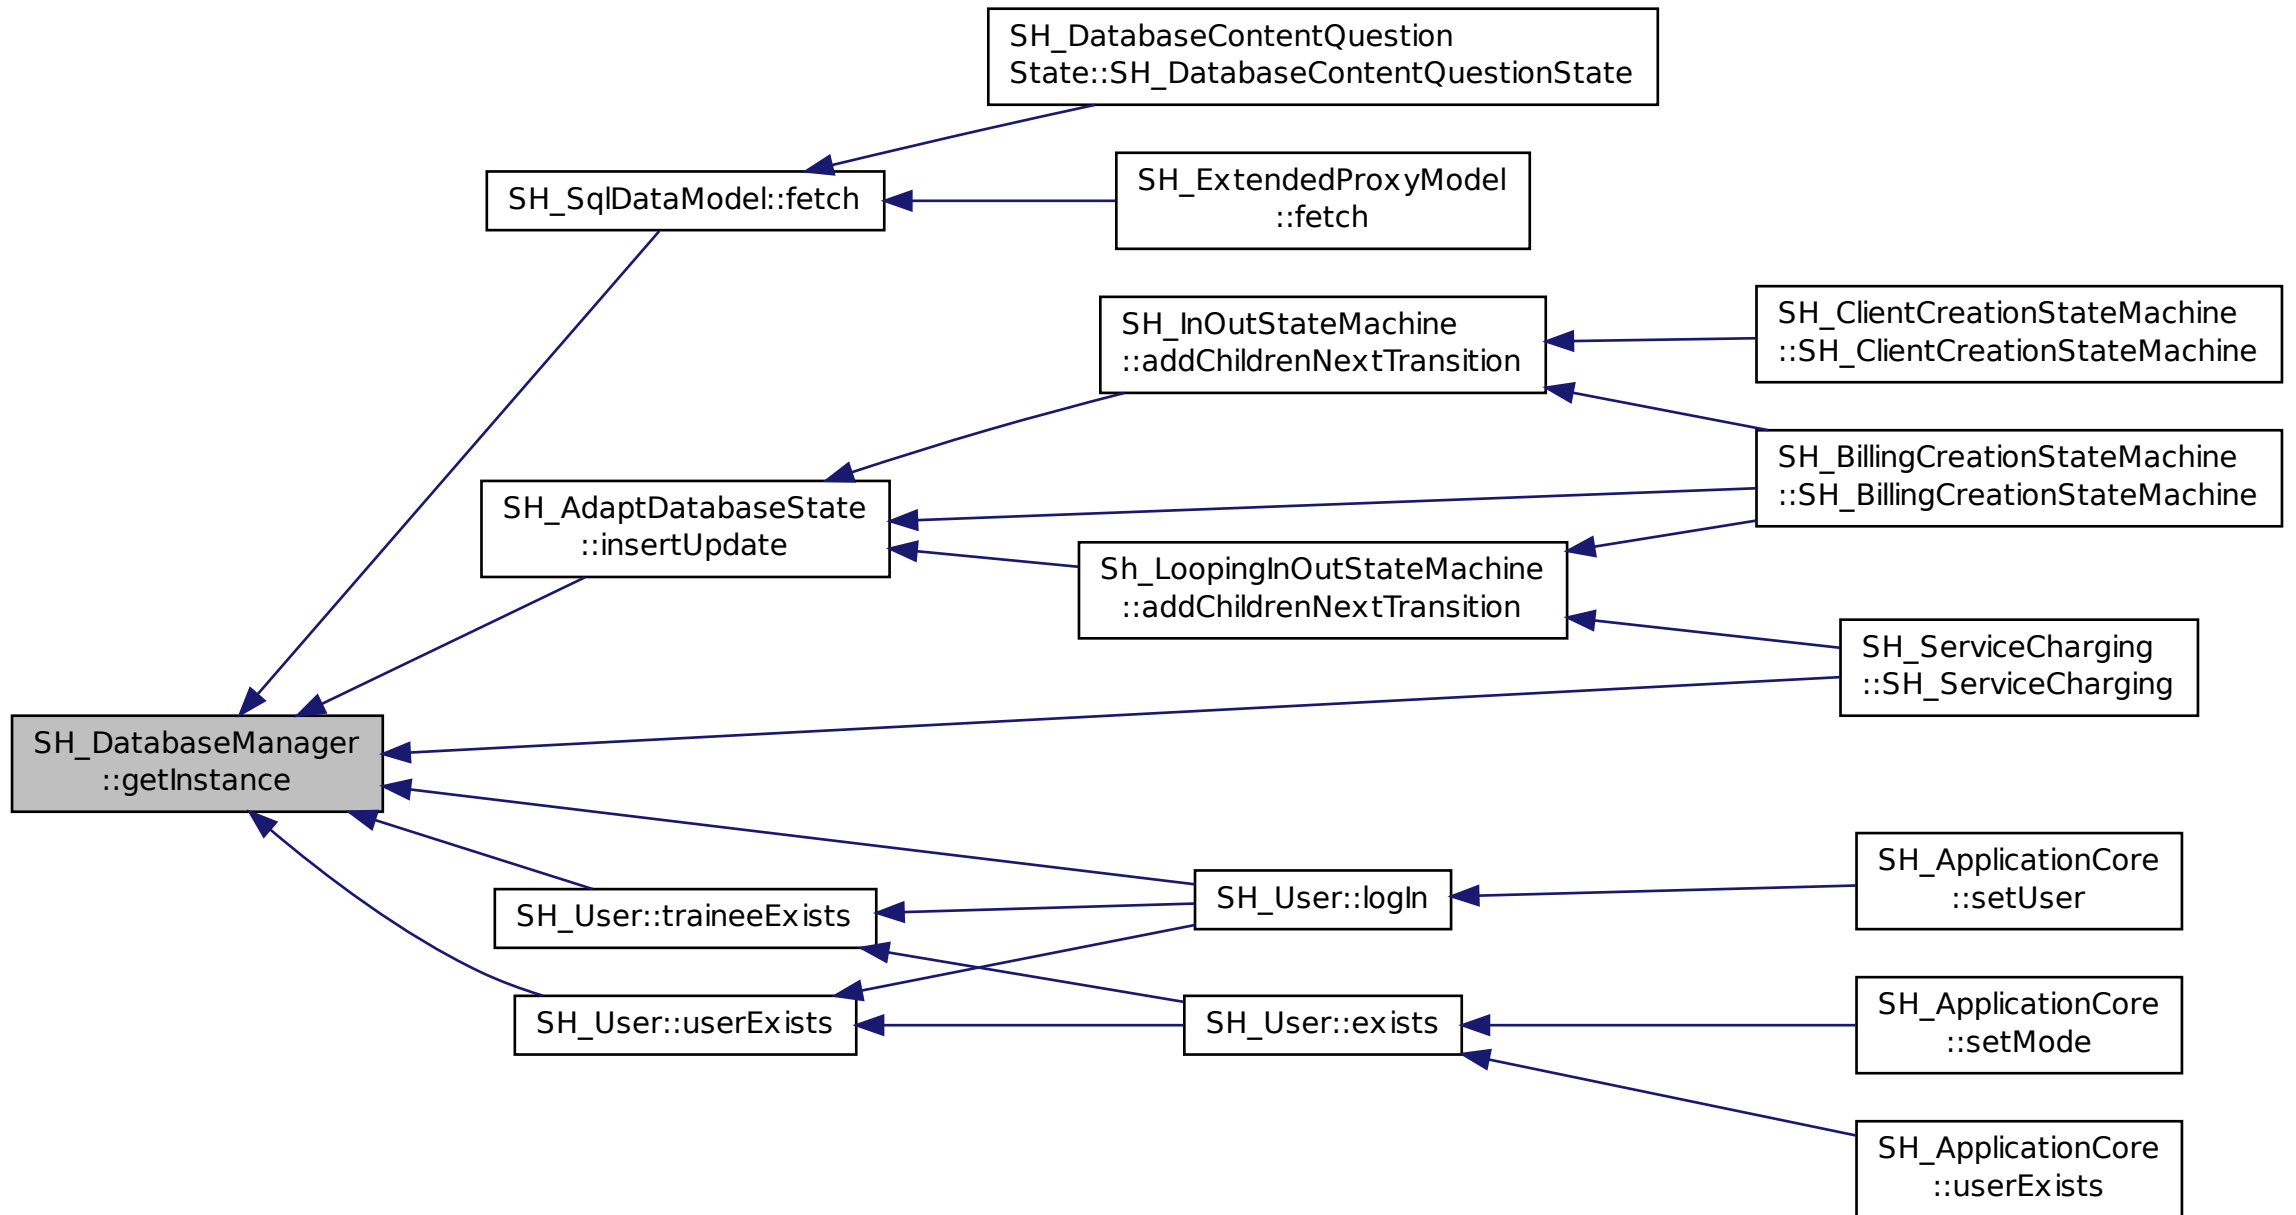 SH_DatabaseContentQuestion
State::SH_DatabaseContentQuestionState
SH_SqlDataModel::fetch
SH_ExtendedProxyModel
::fetch
SH_InOutStateMachine
::addChildrenNextTransition
SH_ClientCreationStateMachine
::SH_ClientCreationStateMachine
SH_BillingCreationStateMachine
::SH_BillingCreationStateMachine
SH_AdaptDatabaseState
::insertUpdate
Sh_LoopingInOutStateMachine
::addChildrenNextTransition
SH_ServiceCharging
::SH_ServiceCharging
SH_DatabaseManager
::getInstance
SH_User::traineeExists
SH_User::logIn
SH_ApplicationCore
::setUser
SH_User::userExists
SH_User::exists
SH_ApplicationCore
::setMode
SH_ApplicationCore
::userExists